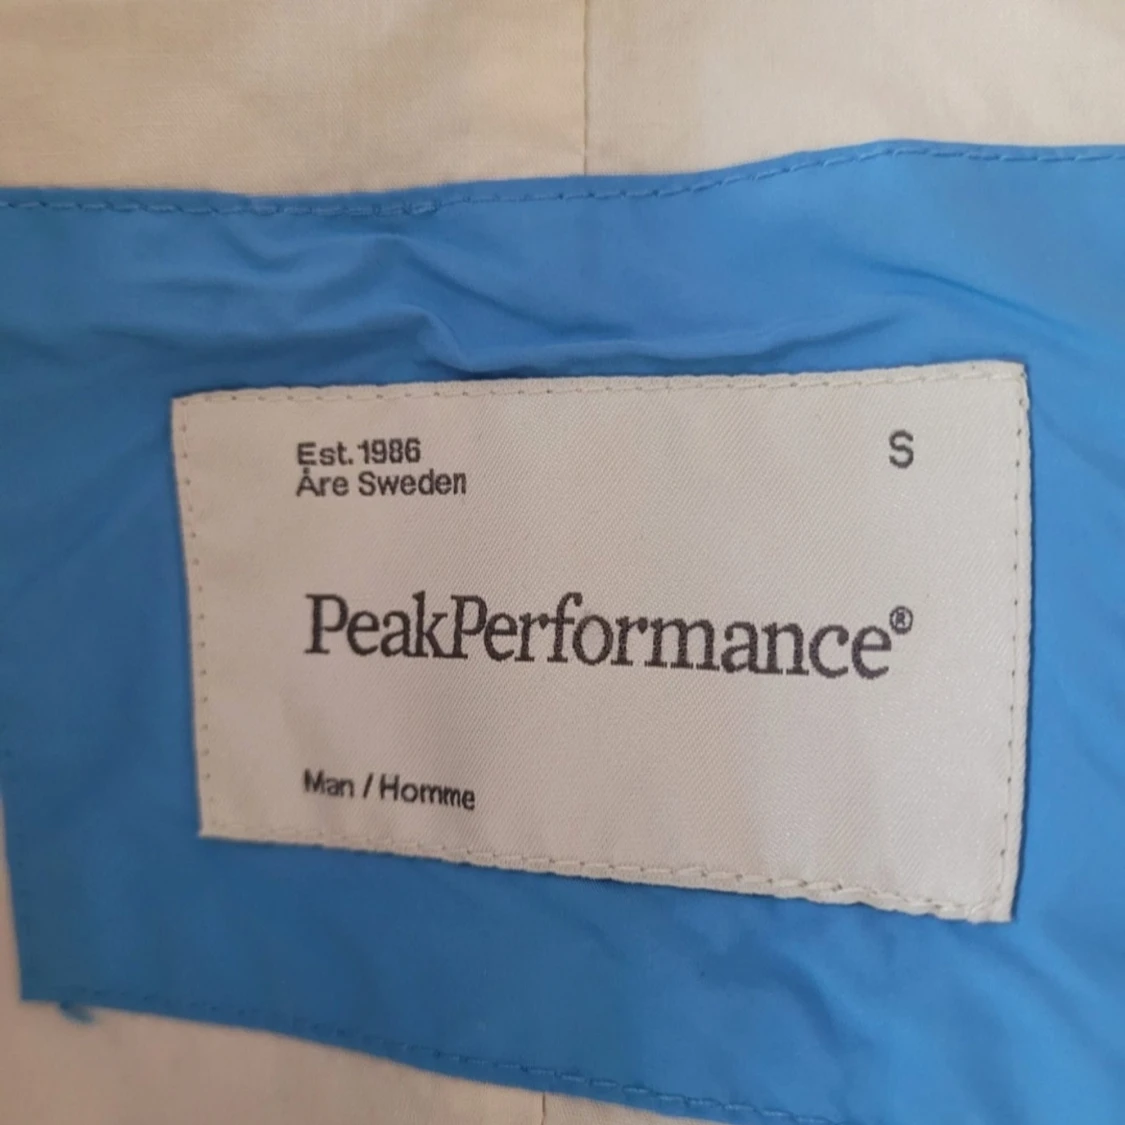 Est. 1986
S
Åre Sweden
PeakPerformance®
Man / Homme